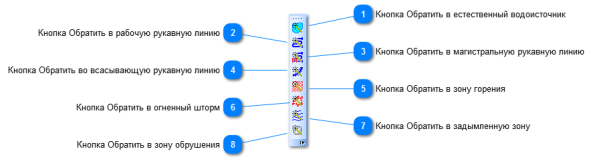 1 Кнопка Обратить в естественный водоисточник
Кнопка Обратить в рабочую рукавную линию 2
3 Кнопка Обратить в магистральную рукавную линию
Кнопка Обратить во всасывающую рукавную линию 4
5 Кнопка Обратить в зону горения
Кнопка Обратить в огненный шторм 6
7 Кнопка Обратить в задымленную зону
Кнопка Обратить в зону обрушения 8